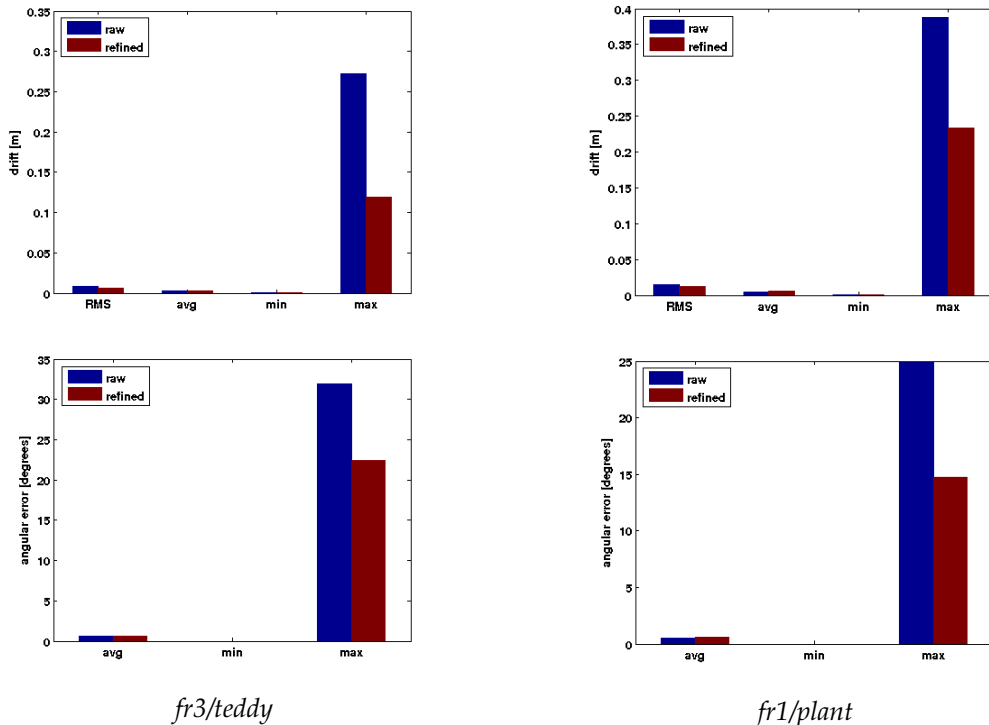 0.35
0.3
0.25
0.2
0.15
0.1
0.05
0
drift [m]
raw
refined
RMS avg min max
0.4
0.35
0.3
0.25
0.2
0.15
0.1
0.05
0
drift [m]
raw
refined
RMS avg min max
35
30
25
20
15
10
5
0
angular error [degrees]
raw
refined
avg min max
25
20
15
10
5
0
angular error [degrees]
raw
refined
avg min max
fr3/teddy
fr1/plant